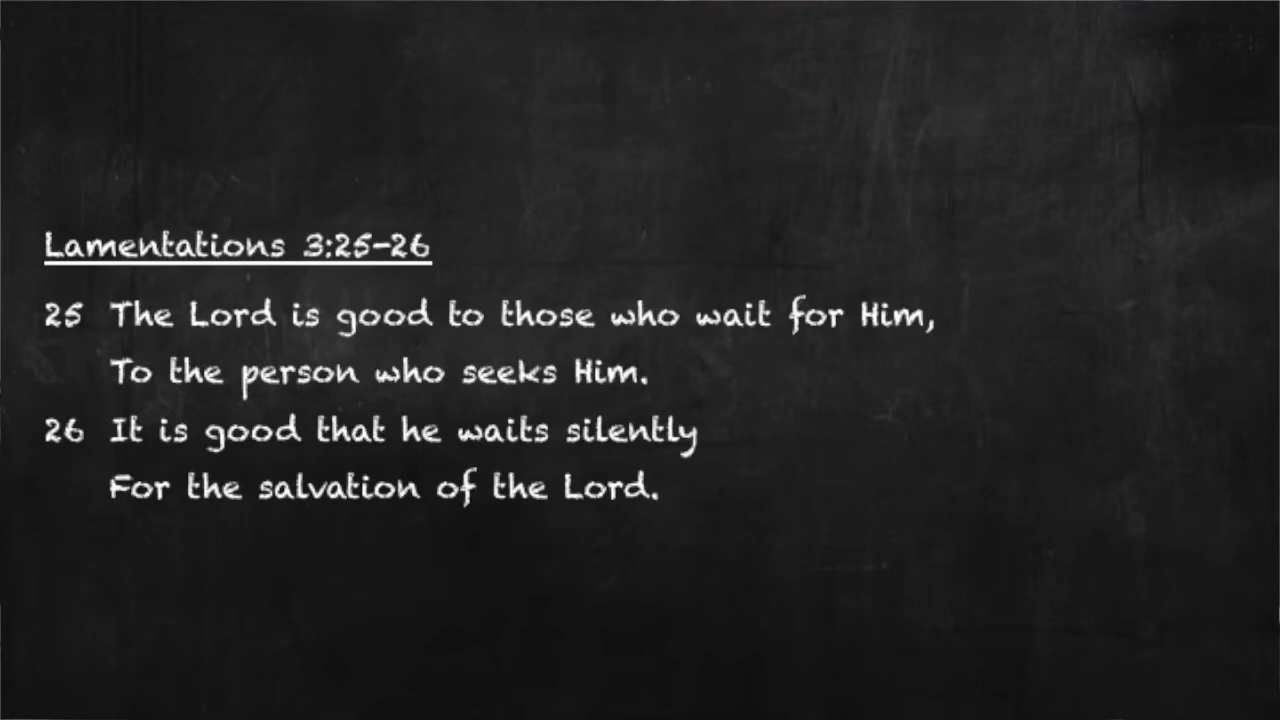 Lamentations 3:25-26
25 The Lord is good to those who wait for Him,
To the person who seeks Him.
26 It is good that he waits silently
For the salvation of the Lord.